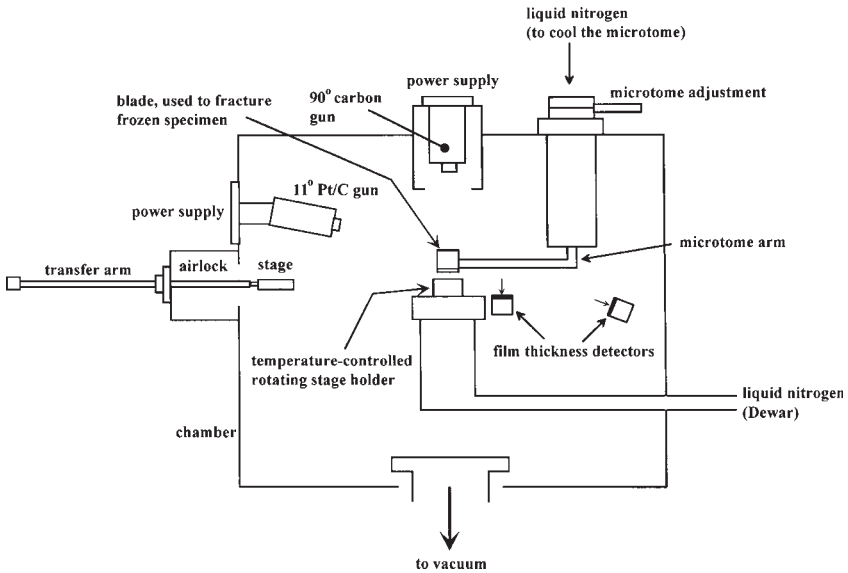 liquid nitrogen
(to cool the microtome)
power supply
microtome adjustment
blade, used to fracture
frozen specimen
90° carbon
gun
11° Pt/C gun
power supply
microtome arm
transfer arm
airlock
stage
film thickness detectors
temperature-controlled
rotating stage holder
liquid nitrogen
(Dewar)
chamber
to vacuum